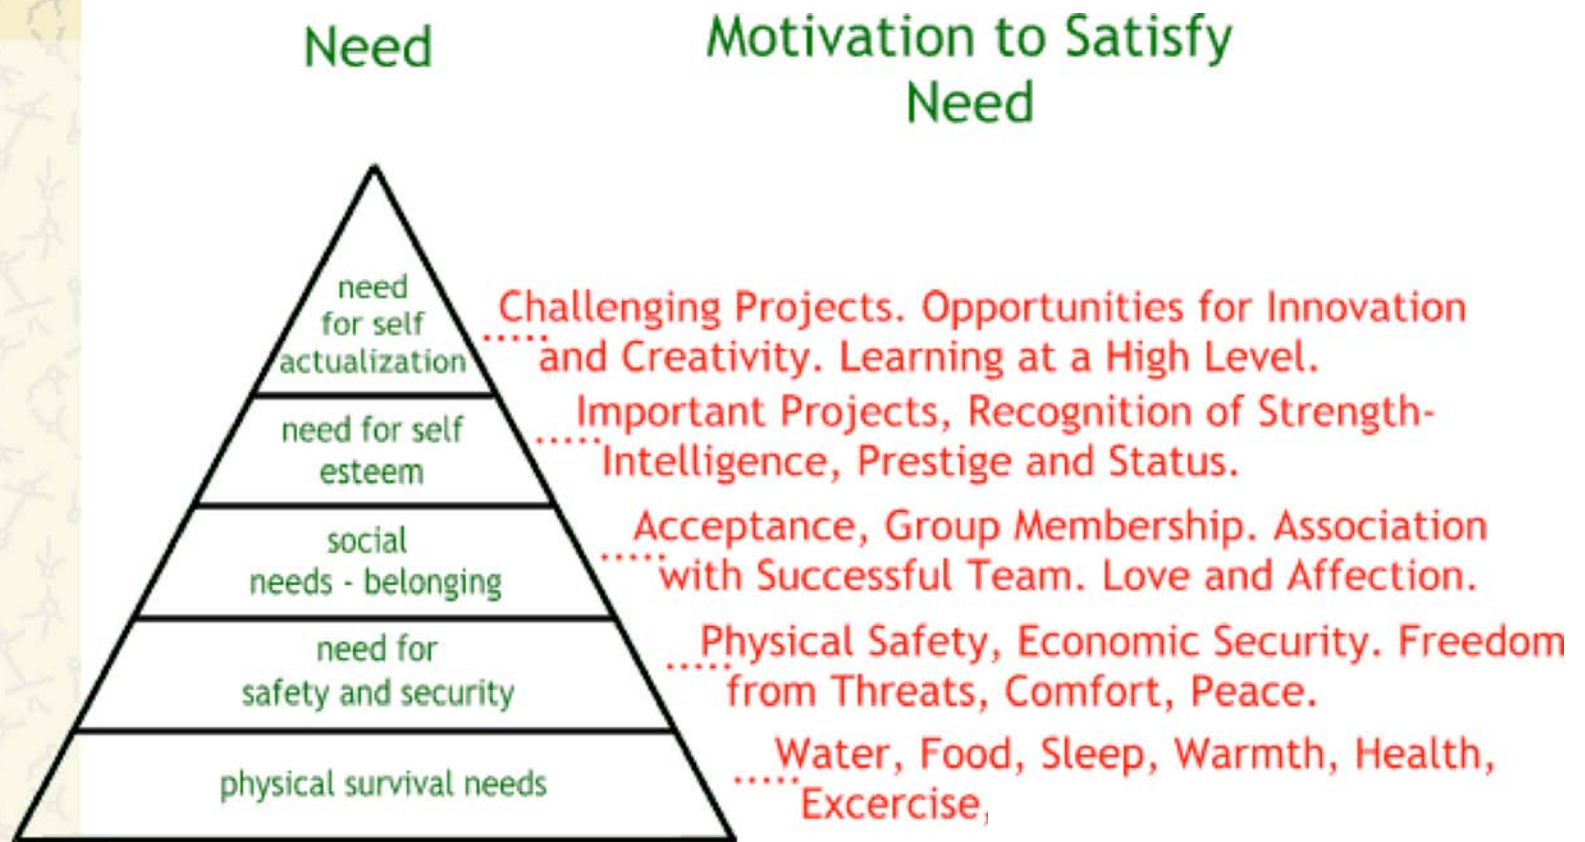 Need
Motivation to Satisfy
Need
need
for self
actualization
Challenging Projects. Opportunities for Innovation
and Creativity. Learning at a High Level.
need for self
esteem
Important Projects, Recognition of Strength-
Intelligence, Prestige and Status.
social
needs - belonging
Acceptance, Group Membership. Association
with Successful Team. Love and Affection.
need for
safety and security
Physical Safety, Economic Security. Freedom
from Threats, Comfort, Peace.
physical survival needs
Water, Food, Sleep, Warmth, Health,
Excercise,